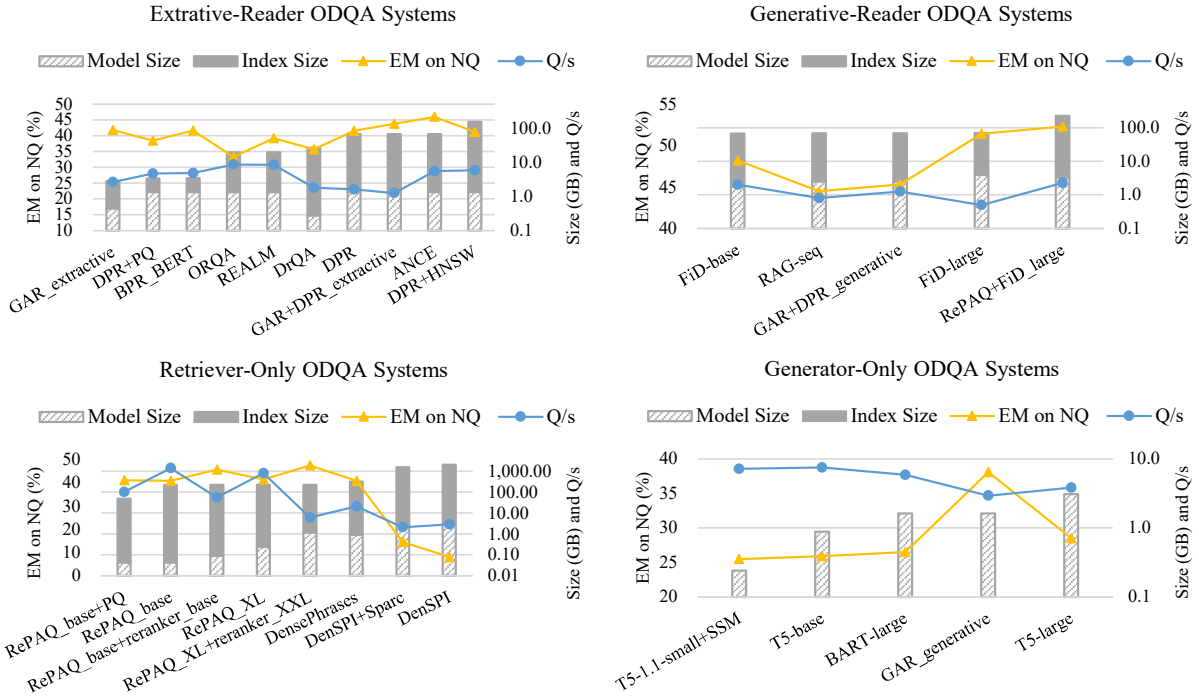 Extrative-Reader ODQA Systems
Model Size Index Size EM on NQ Q/s
EM on NQ (%)
50
45
40
35
30
25
20
15
10
100.0
10.0
1.0
0.1
Size (GB) and Q/s
GAR_extractive
DPR+PQ
BPR_BERT
ORQA
REALM
DrQA
DPR
GAR+DPR_extractive
ANCE
DPR+HNSW
Generative-Reader ODQA Systems
Model Size Index Size EM on NQ Q/s
EM on NQ (%)
55
50
45
40
100.0
10.0
1.0
0.1
Size (GB) and Q/s
FiD-base
RAG-seq
GAR+DPR_generative
FiD-large
RePAQ+FiD_large
Retriever-Only ODQA Systems
Model Size Index Size EM on NQ Q/s
EM on NQ (%)
50
40
30
20
10
0
1,000.00
100.00
10.00
1.00
0.10
0.01
Size (GB) and Q/s
RePAQ_base+PQ
RePAQ_base
RePAQ_base+reranker_base
RePAQ_XL
RePAQ_XL+reranker_XXL
DensePhrases
DenSPI+Sparc
DenSPI
Generator-Only ODQA Systems
Model Size Index Size EM on NQ Q/s
EM on NQ (%)
40
35
30
25
20
10.0
1.0
0.1
Size (GB) and Q/s
T5-1.1-small+SSM
T5-base
BART-large
GAR_generative
T5-large